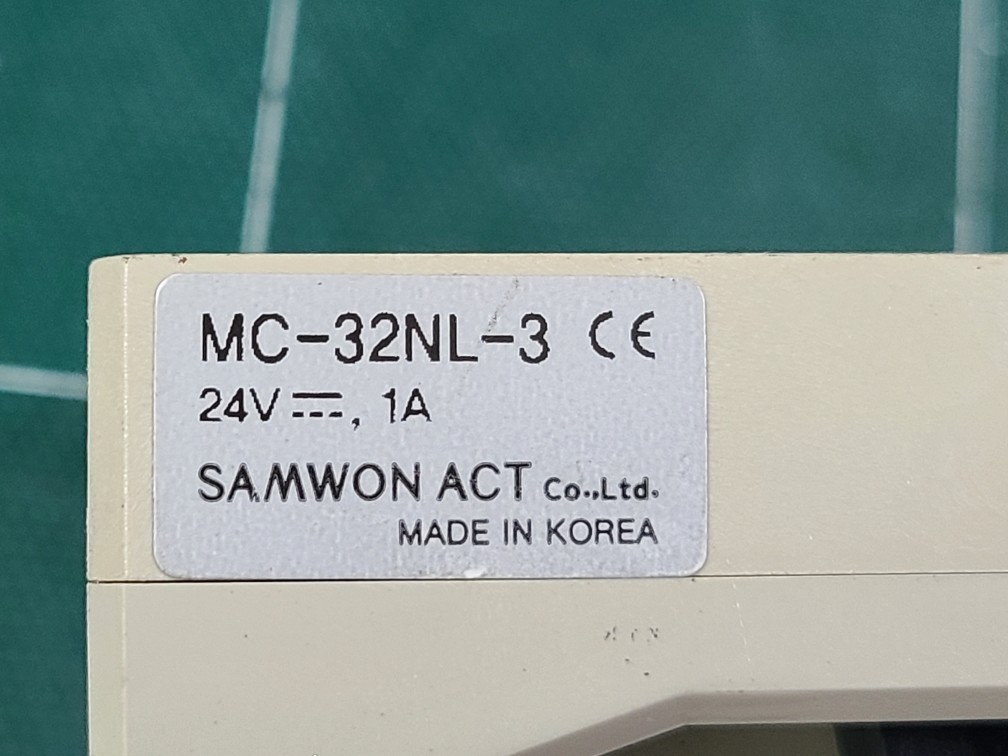 MC-32NL-3 CE
24V⎓, 1A
SAMWON ACT Co.,Ltd.
MADE IN KOREA